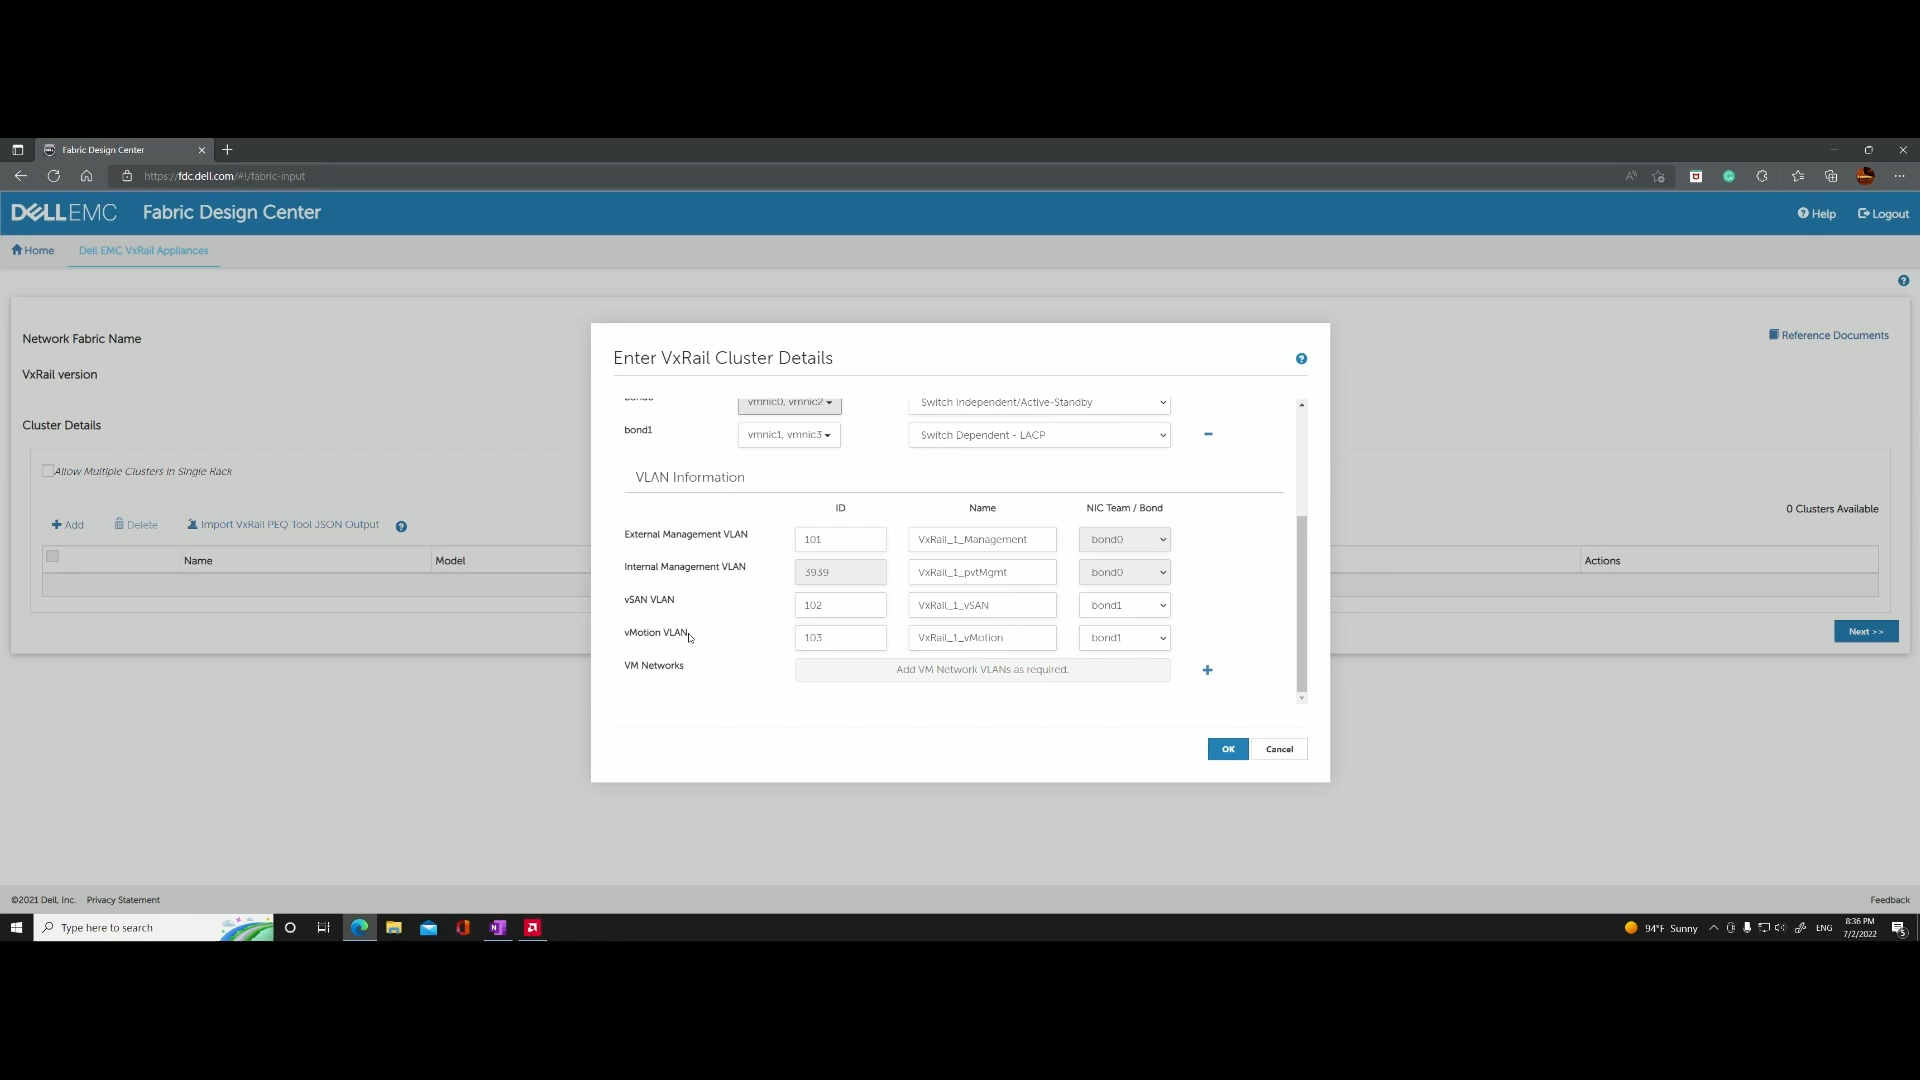 Fabric Design Center
https://fdc.dell.com/#!/fabric-input
DELLEMC Fabric Design Center
Help Logout
Home Dell EMC VxRail Appliances
Network Fabric Name
Reference Documents
VxRail version
Cluster Details
Allow Multiple Clusters in Single Rack
0 Clusters Available
Add Delete Import VxRail PEQ Tool JSON Output
Name Model Actions
Next >>
Enter VxRail Cluster Details
vmnic0, vmnic2 Switch Independent/Active-Standby
bond1 vmnic1, vmnic3 Switch Dependent - LACP
VLAN Information
ID Name NIC Team / Bond
External Management VLAN 101 VxRail_1_Management bond0
Internal Management VLAN 3939 VxRail_1_pvtMgmt bond0
vSAN VLAN 102 VxRail_1_vSAN bond1
vMotion VLAN 103 VxRail_1_vMotion bond1
VM Networks Add VM Network VLANs as required.
OK Cancel
©2021 Dell, Inc. Privacy Statement
Feedback
Type here to search
94°F Sunny
ENG
8:36 PM
7/2/2022
5